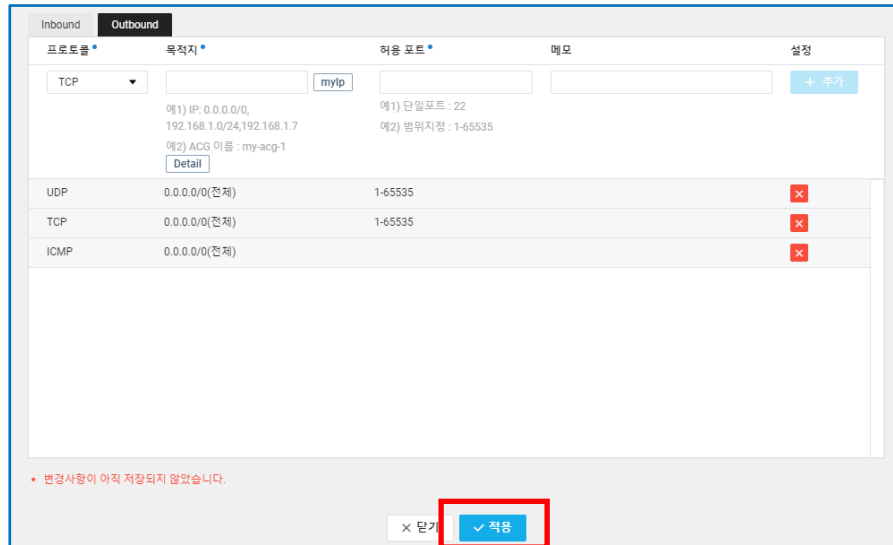 Inbound Outbound
프로토콜 목적지 허용 포트 메모 설정
TCP myIp + 추가
예1) IP: 0.0.0.0/0,
192.168.1.0/24,192.168.1.7
예2) ACG 이름 : my-acg-1
Detail
예1) 단일포트 : 22
예2) 범위지정 : 1-65535
UDP 0.0.0.0/0(전체) 1-65535
TCP 0.0.0.0/0(전체) 1-65535
ICMP 0.0.0.0/0(전체)
• 변경사항이 아직 저장되지 않았습니다.
× 닫기 ✓ 적용